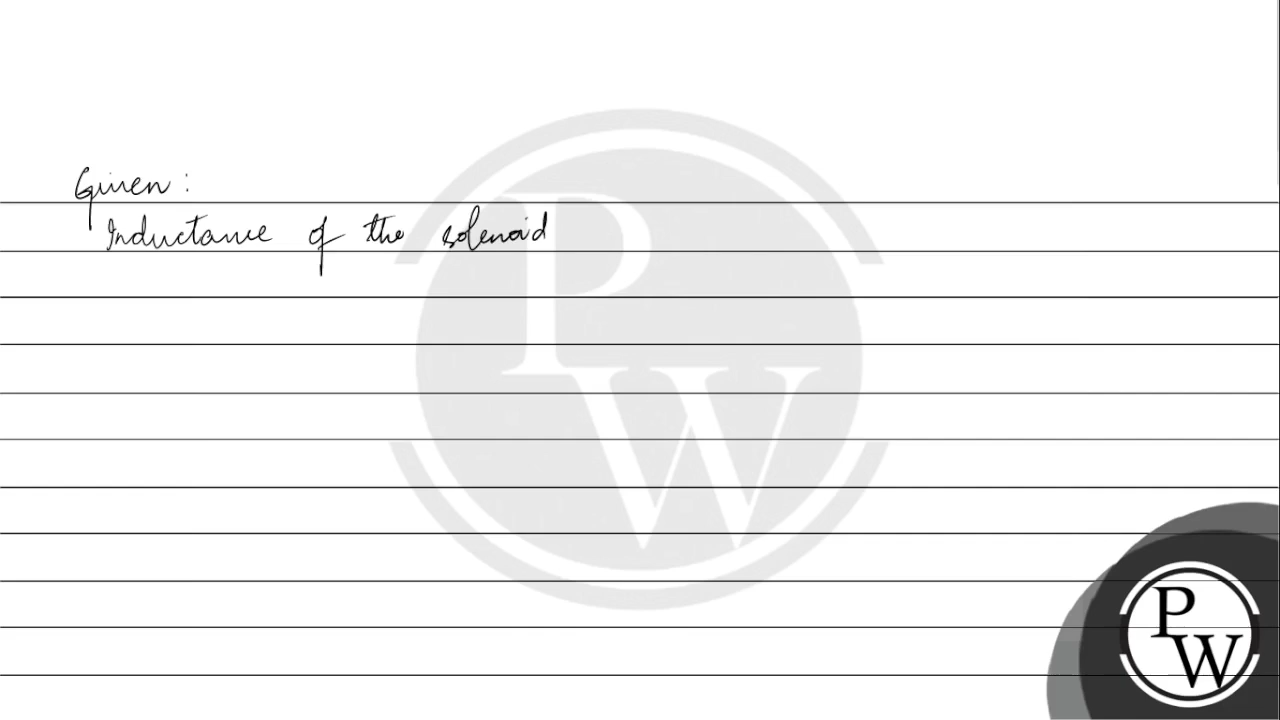 Given :
Inductance of the solenoid
P
W
P
W